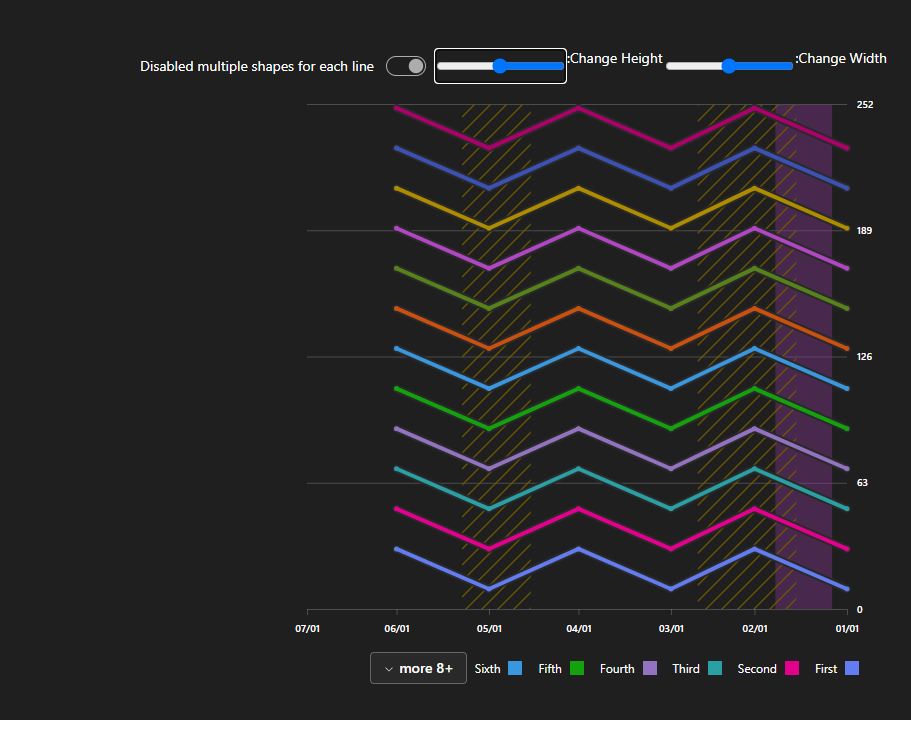 Disabled multiple shapes for each line
:Change Height
:Change Width
252
189
126
63
0
07/01 06/01 05/01 04/01 03/01 02/01 01/01
more 8+ Sixth Fifth Fourth Third Second First